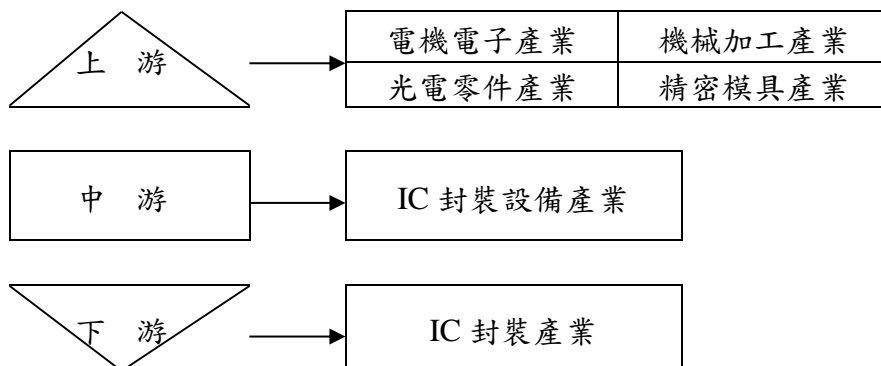 上 游
電機電子產業 機械加工產業
光電零件產業 精密模具產業
中 游
IC 封裝設備產業
下 游
IC 封裝產業